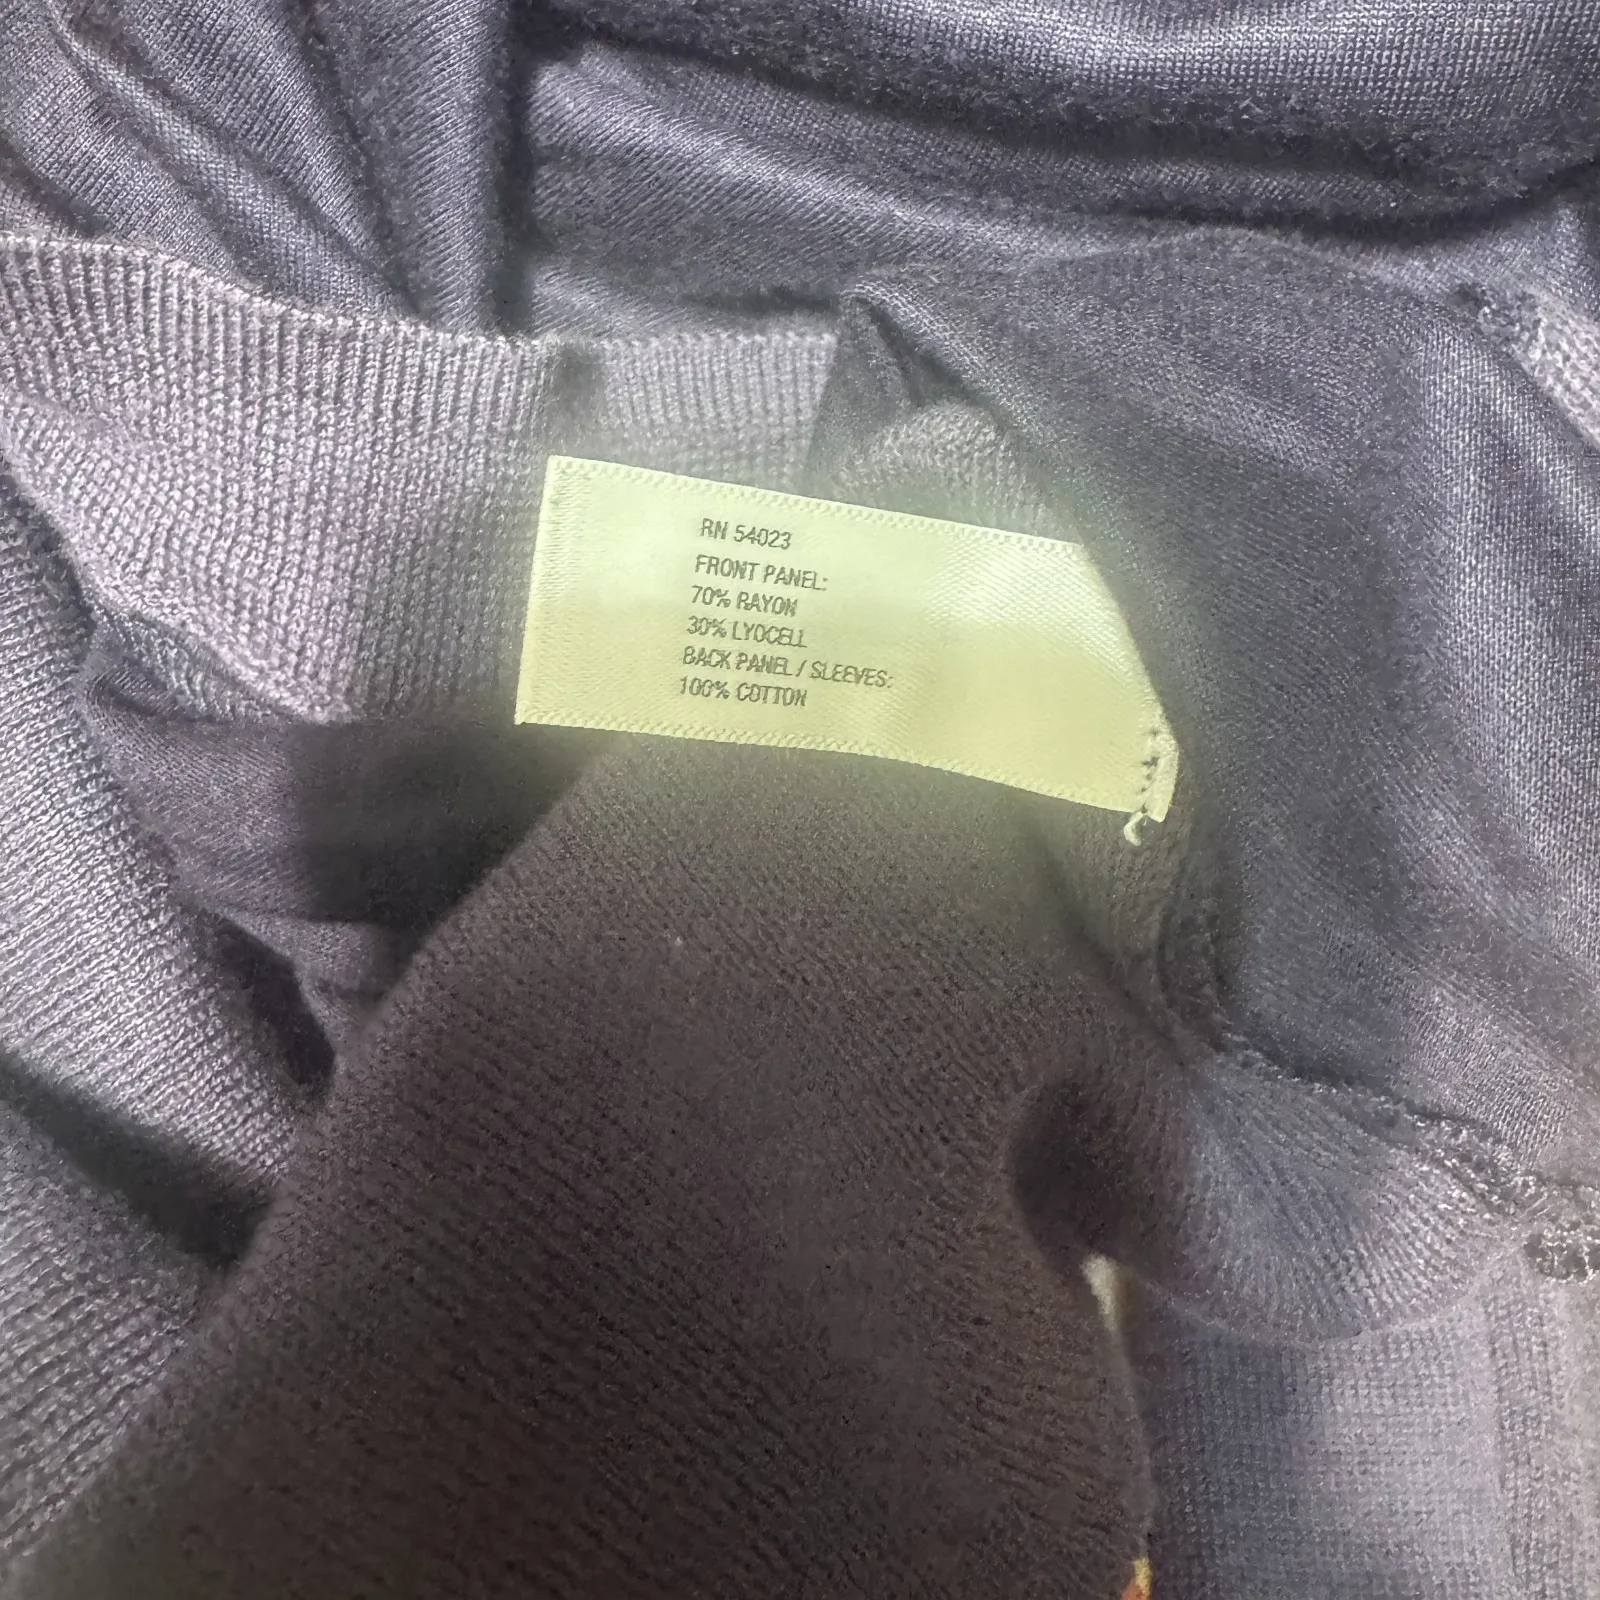 RN 54023
FRONT PANEL:
70% RAYON
30% LYOCELL
BACK PANEL / SLEEVES:
100% COTTON